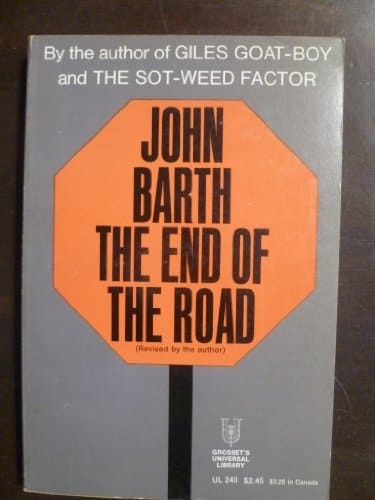 By the author of GILES GOAT-BOY
and THE SOT-WEED FACTOR
JOHN
BARTH
THE END OF
THE ROAD
(Revised by the author)
GROSSET'S
UNIVERSAL
LIBRARY
UL 240 $2.45 $3.25 in Canada